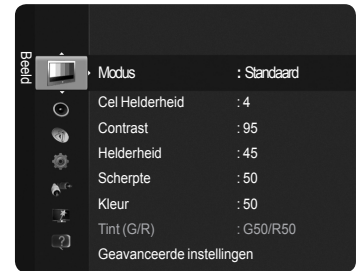 Beeld
Modus : Standaard
Cel Helderheid : 4
Contrast : 95
Helderheid : 45
Scherpte : 50
Kleur : 50
Tint (G/R) : G50/R50
Geavanceerde instellingen